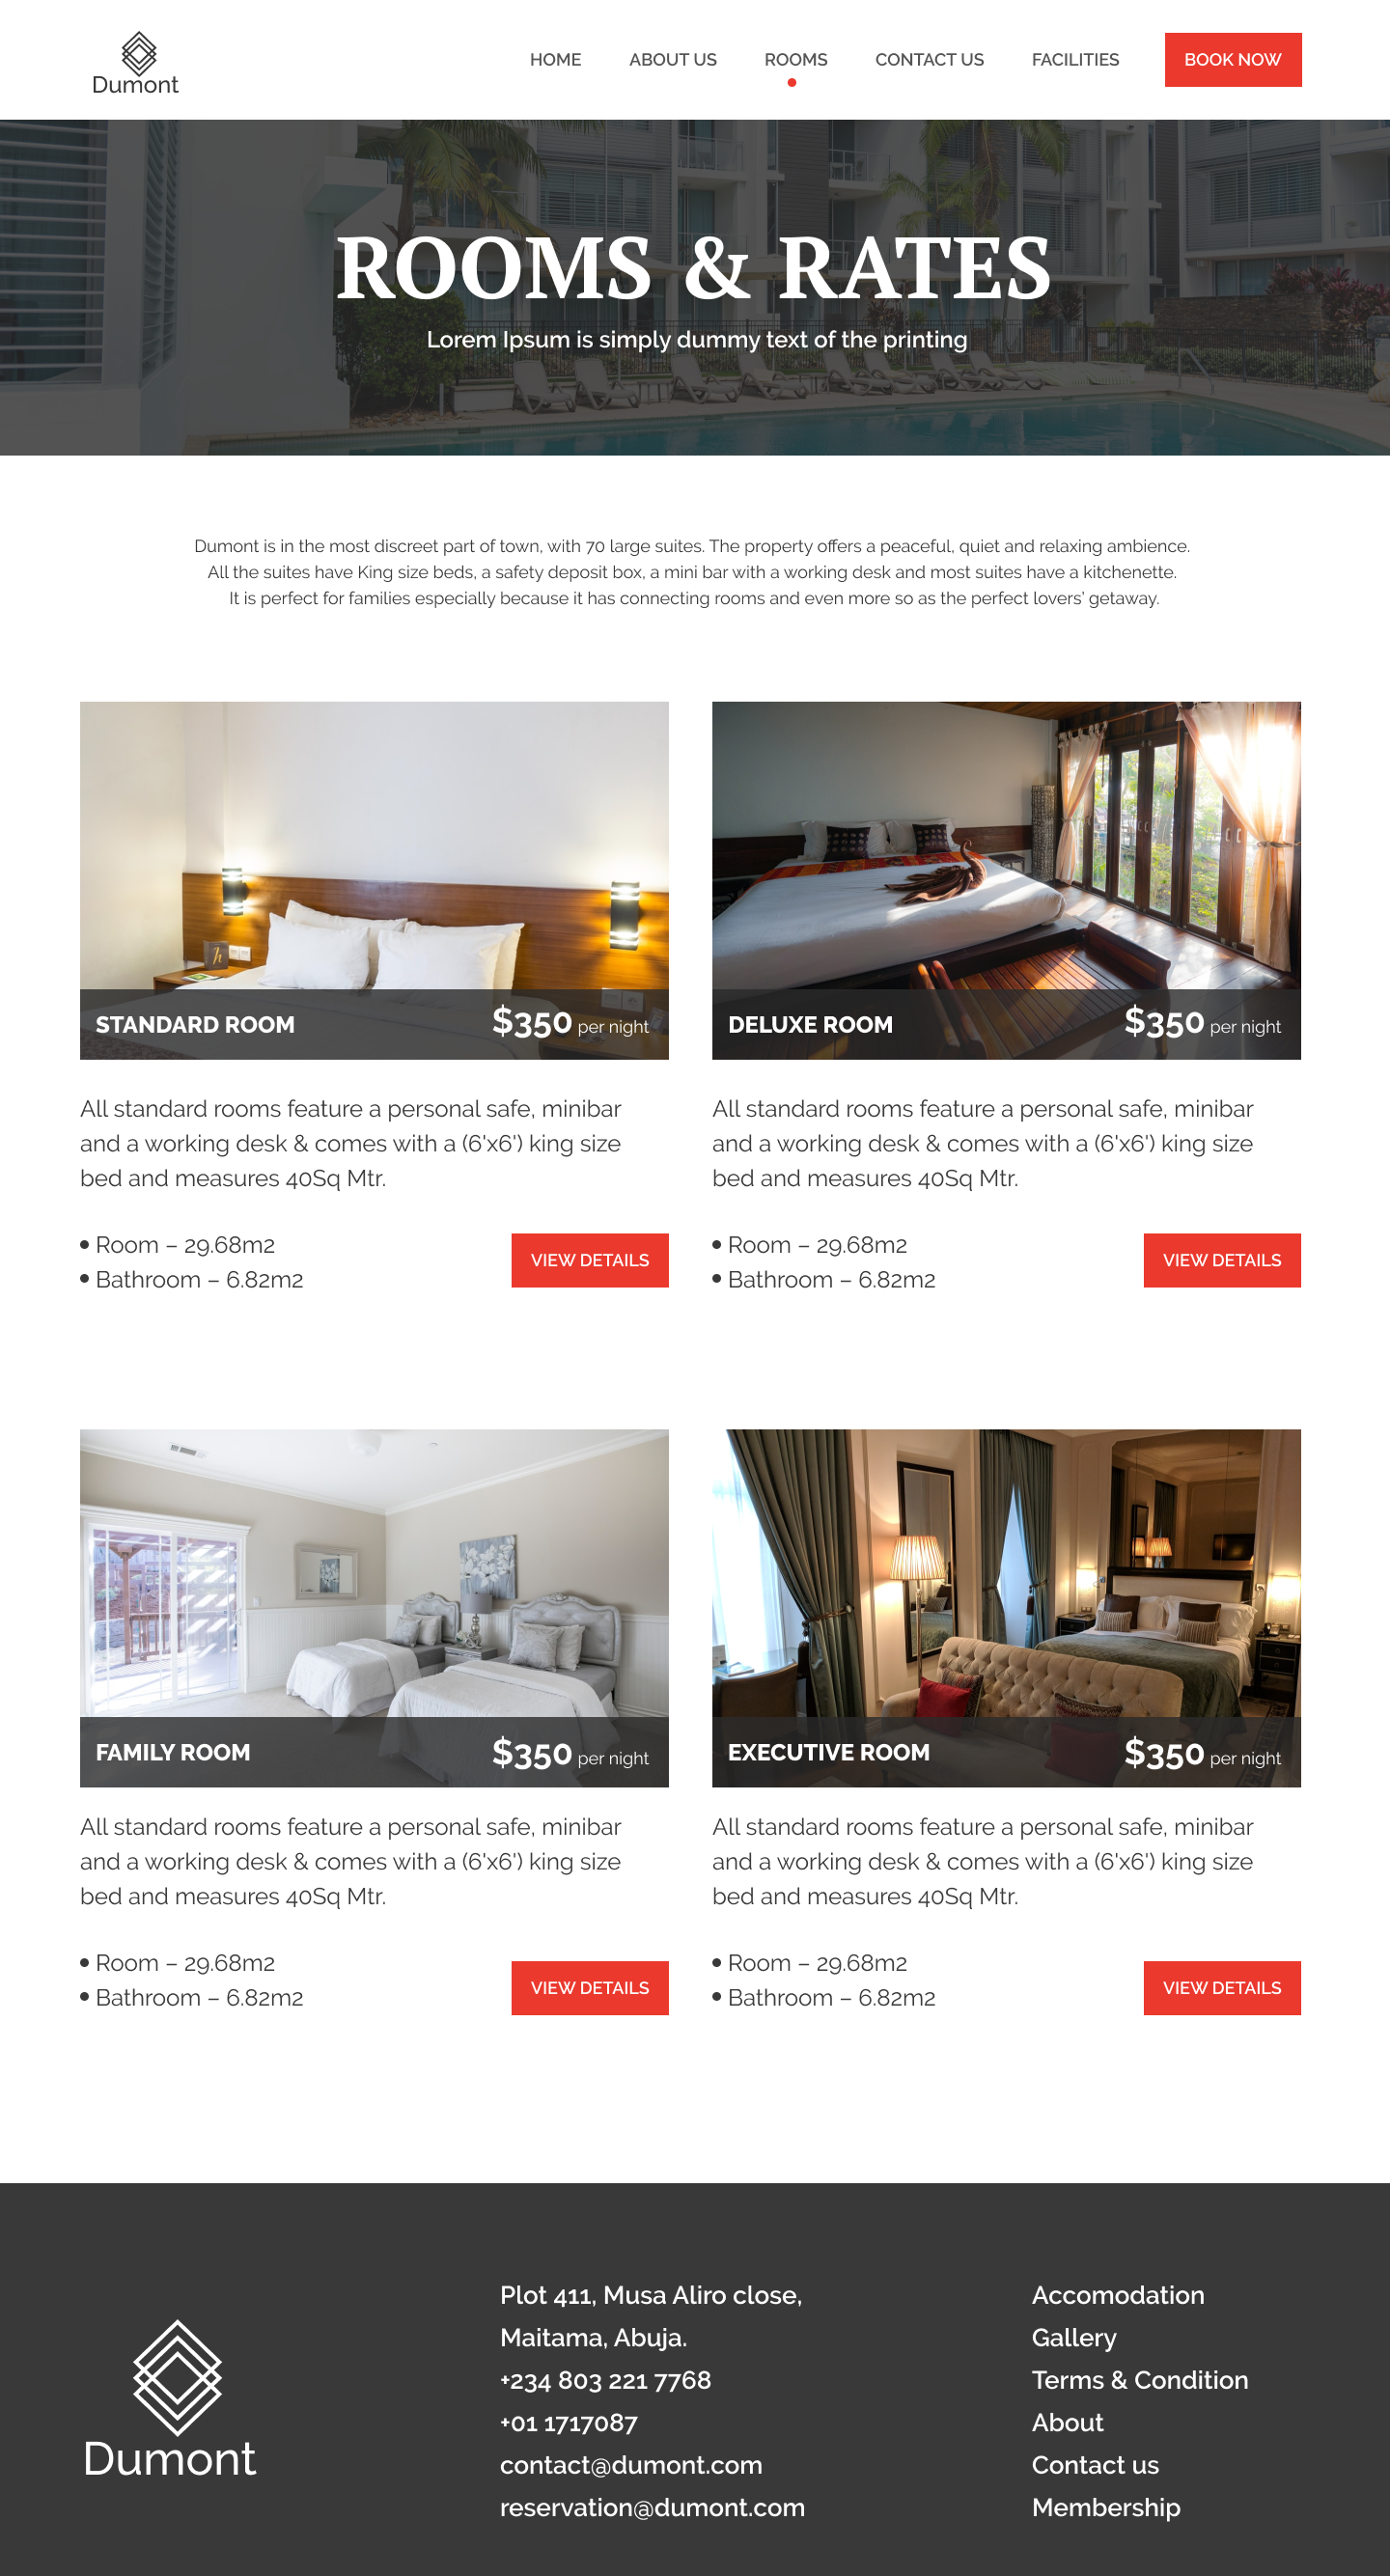 Dumont
HOME ABOUT US ROOMS CONTACT US FACILITIES BOOK NOW
ROOMS & RATES
Lorem Ipsum is simply dummy text of the printing
Dumont is in the most discreet part of town, with 70 large suites. The property offers a peaceful, quiet and relaxing ambience.
All the suites have King size beds, a safety deposit box, a mini bar with a working desk and most suites have a kitchenette.
It is perfect for families especially because it has connecting rooms and even more so as the perfect lovers' getaway.
STANDARD ROOM $350 per night
All standard rooms feature a personal safe, minibar
and a working desk & comes with a (6'x6') king size
bed and measures 40Sq Mtr.
• Room – 29.68m2
• Bathroom – 6.82m2
VIEW DETAILS
DELUXE ROOM $350 per night
All standard rooms feature a personal safe, minibar
and a working desk & comes with a (6'x6') king size
bed and measures 40Sq Mtr.
• Room – 29.68m2
• Bathroom – 6.82m2
VIEW DETAILS
FAMILY ROOM $350 per night
All standard rooms feature a personal safe, minibar
and a working desk & comes with a (6'x6') king size
bed and measures 40Sq Mtr.
• Room – 29.68m2
• Bathroom – 6.82m2
VIEW DETAILS
EXECUTIVE ROOM $350 per night
All standard rooms feature a personal safe, minibar
and a working desk & comes with a (6'x6') king size
bed and measures 40Sq Mtr.
• Room – 29.68m2
• Bathroom – 6.82m2
VIEW DETAILS
Dumont
Plot 411, Musa Aliro close,
Maitama, Abuja.
+234 803 221 7768
+01 1717087
contact@dumont.com
reservation@dumont.com
Accomodation
Gallery
Terms & Condition
About
Contact us
Membership